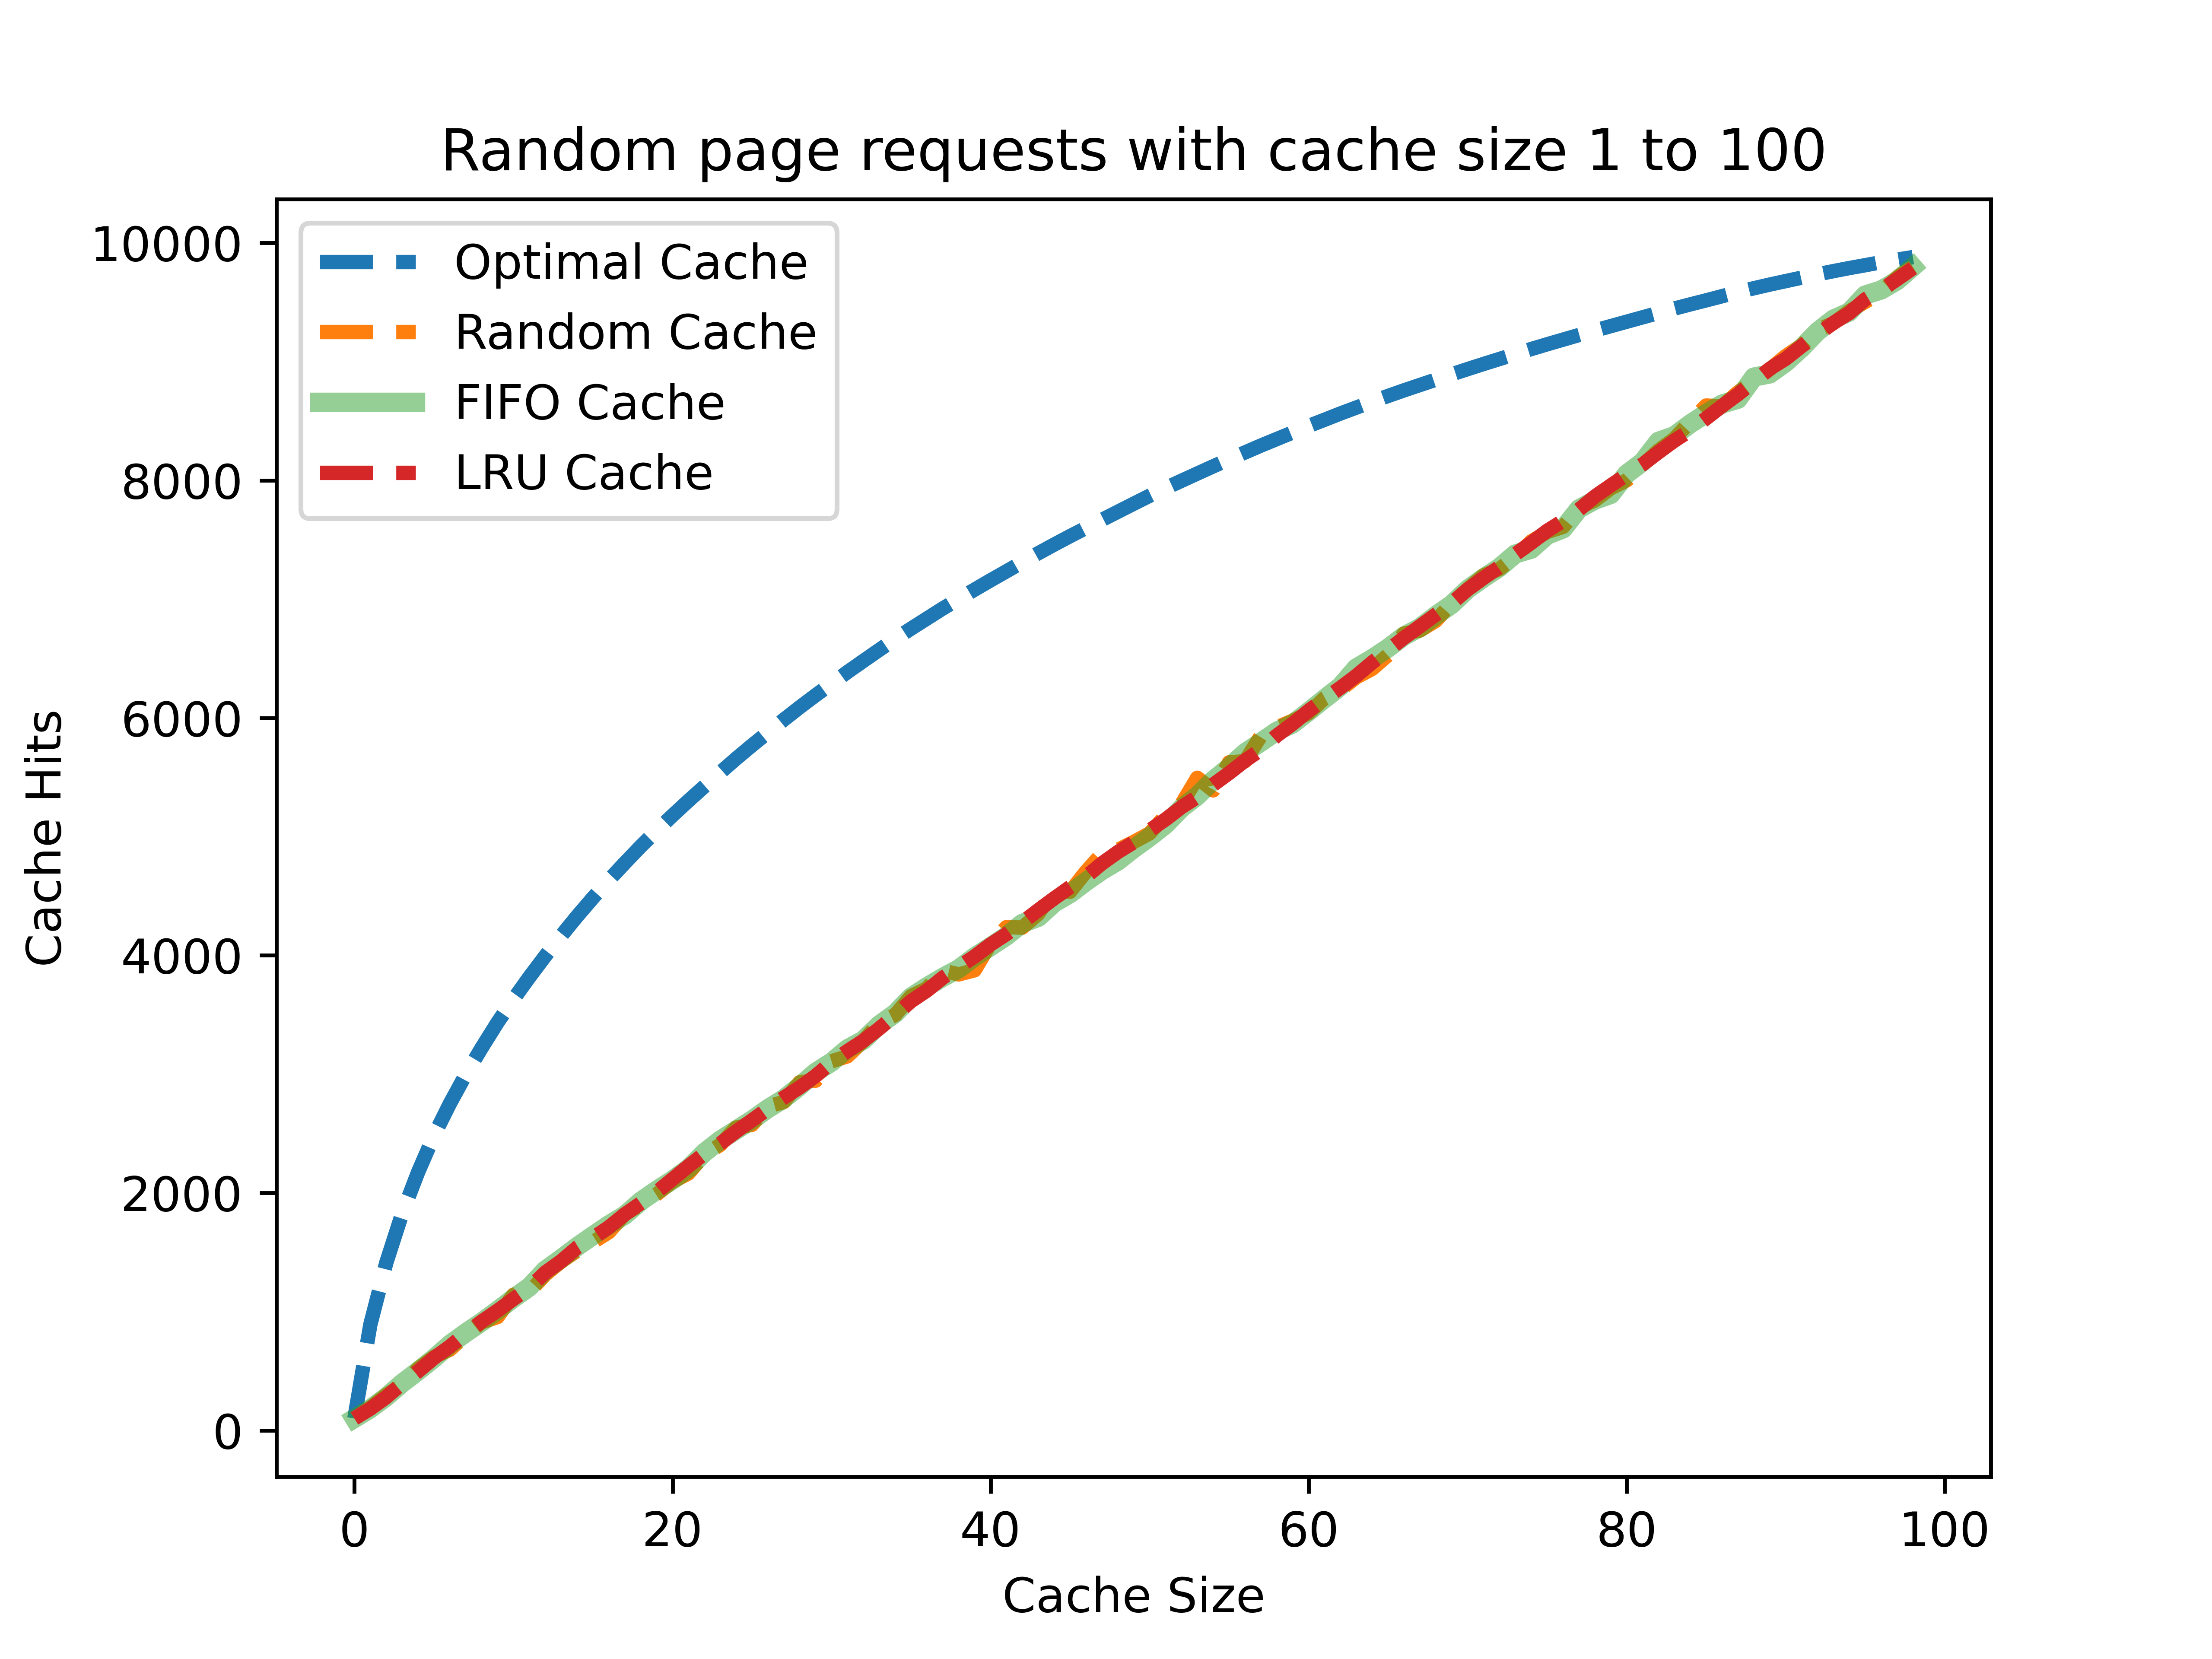 Random page requests with cache size 1 to 100
10000
8000
6000
4000
2000
0
Cache Hits
Optimal Cache
Random Cache
FIFO Cache
LRU Cache
0 20 40 60 80 100
Cache Size